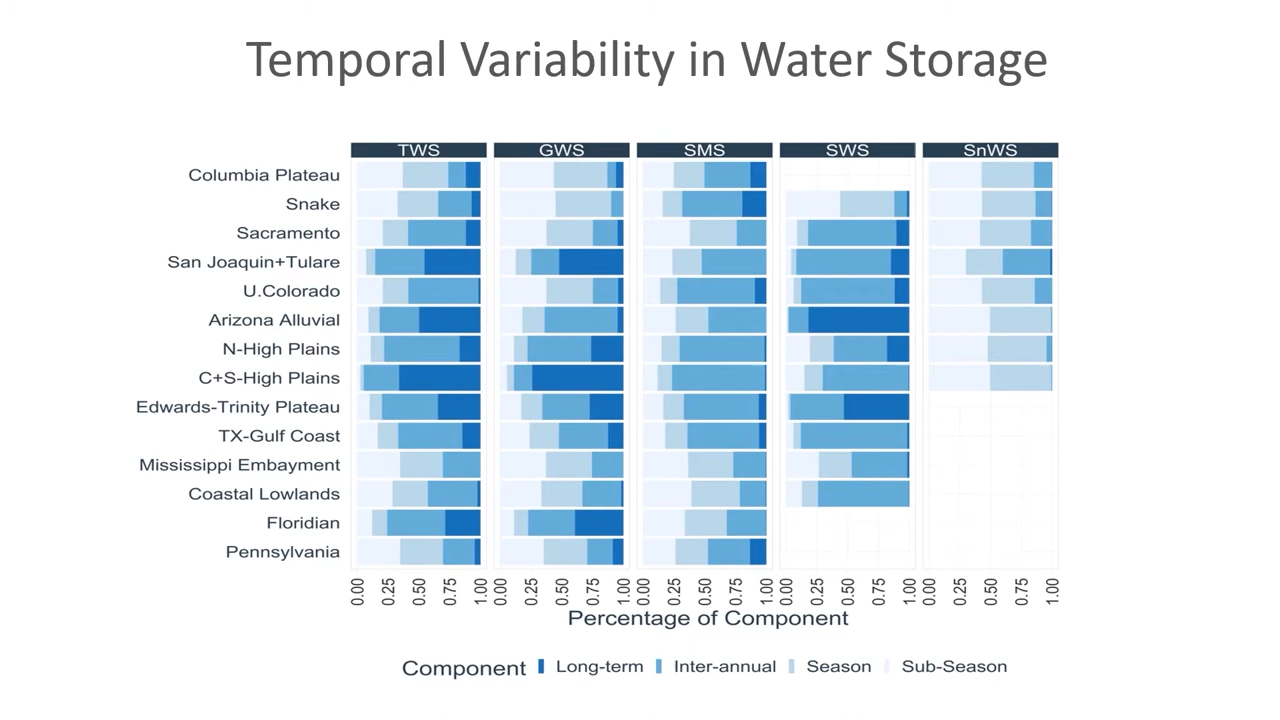 Temporal Variability in Water Storage
TWS GWS SMS SWS SnWS
Columbia Plateau
Snake
Sacramento
San Joaquin+Tulare
U.Colorado
Arizona Alluvial
N-High Plains
C+S-High Plains
Edwards-Trinity Plateau
TX-Gulf Coast
Mississippi Embayment
Coastal Lowlands
Floridian
Pennsylvania
0.00 0.25 0.50 0.75 1.00 0.00 0.25 0.50 0.75 1.00 0.00 0.25 0.50 0.75 1.00 0.00 0.25 0.50 0.75 1.00 0.00 0.25 0.50 0.75 1.00
Percentage of Component
Component Long-term Inter-annual Season Sub-Season